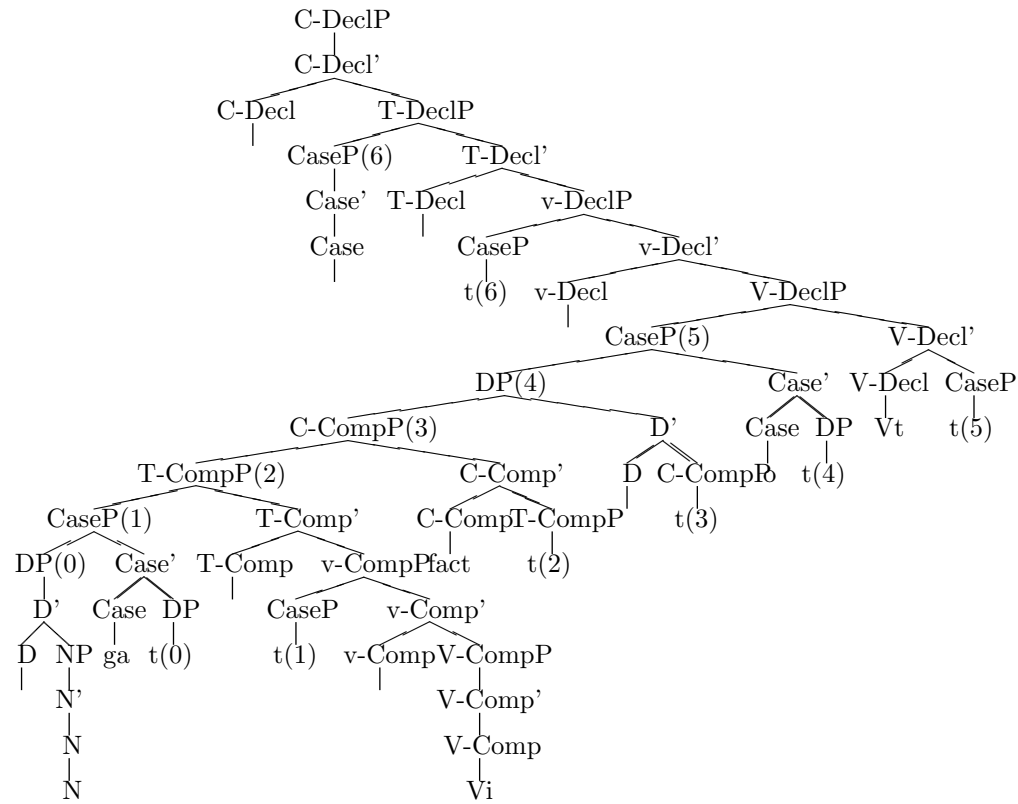 C-DeclP
C-Decl'
C-Decl T-DeclP
CaseP(6) T-Decl'
Case' T-Decl v-DeclP
Case CaseP v-Decl'
t(6) v-Decl V-DeclP
CaseP(5) V-Decl'
DP(4) Case' V-Decl CaseP
C-CompP(3) D' Case DP Vt t(5)
T-CompP(2) C-Comp' D C-CompP o t(4)
CaseP(1) T-Comp' C-Comp T-CompP t(3)
DP(0) Case' T-Comp v-CompP fact t(2)
D' Case DP CaseP v-Comp'
D NP ga t(0) t(1) v-Comp V-CompP
N' V-Comp'
N V-Comp
N Vi